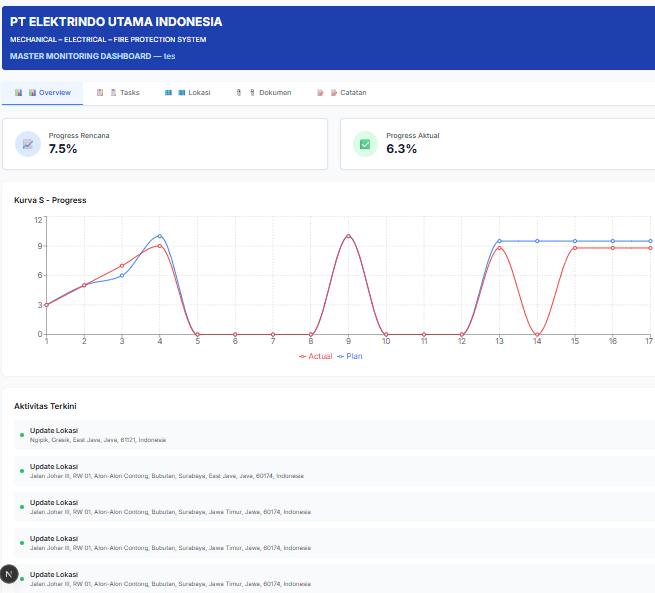 PT ELEKTRINDO UTAMA INDONESIA
MECHANICAL – ELECTRICAL – FIRE PROTECTION SYSTEM
MASTER MONITORING DASHBOARD — tes
Overview Tasks Lokasi Dokumen Catatan
Progress Rencana
7.5%
Progress Aktual
6.3%
Kurva S - Progress
12
9
6
3
0
1 2 3 4 5 6 7 8 9 10 11 12 13 14 15 16 17
Actual Plan
Aktivitas Terkini
Update Lokasi
Ngipik, Gresik, East Java, Java, 61121, Indonesia
Update Lokasi
Jalan Johar III, RW 01, Alon-Alon Contong, Bubutan, Surabaya, East Java, Java, 60174, Indonesia
Update Lokasi
Jalan Johar III, RW 01, Alon-Alon Contong, Bubutan, Surabaya, Jawa Timur, Jawa, 60174, Indonesia
Update Lokasi
Jalan Johar III, RW 01, Alon-Alon Contong, Bubutan, Surabaya, Jawa Timur, Jawa, 60174, Indonesia
N
Update Lokasi
Jalan Johar III, RW 01, Alon-Alon Contong, Bubutan, Surabaya, Jawa Timur, Jawa, 60174, Indonesia